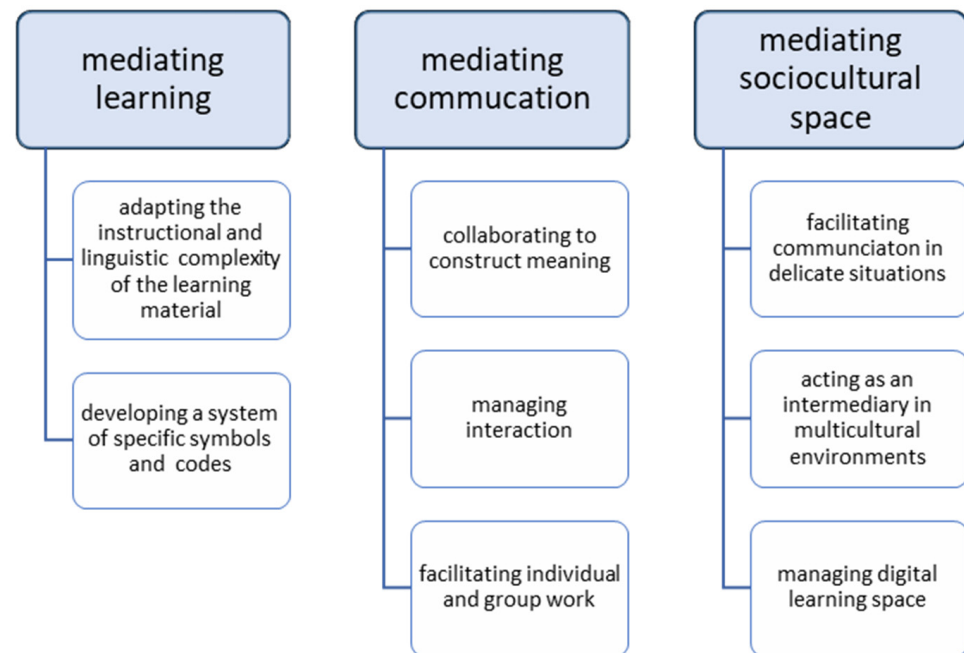 mediating
learning
adapting the
instructional and
linguistic complexity
of the learning
material
developing a system
of specific symbols
and codes
mediating
commucation
collaborating to
construct meaning
managing
interaction
facilitating individual
and group work
mediating
sociocultural
space
facilitating
communciaton in
delicate situations
acting as an
intermediary in
multicultural
environments
managing digital
learning space